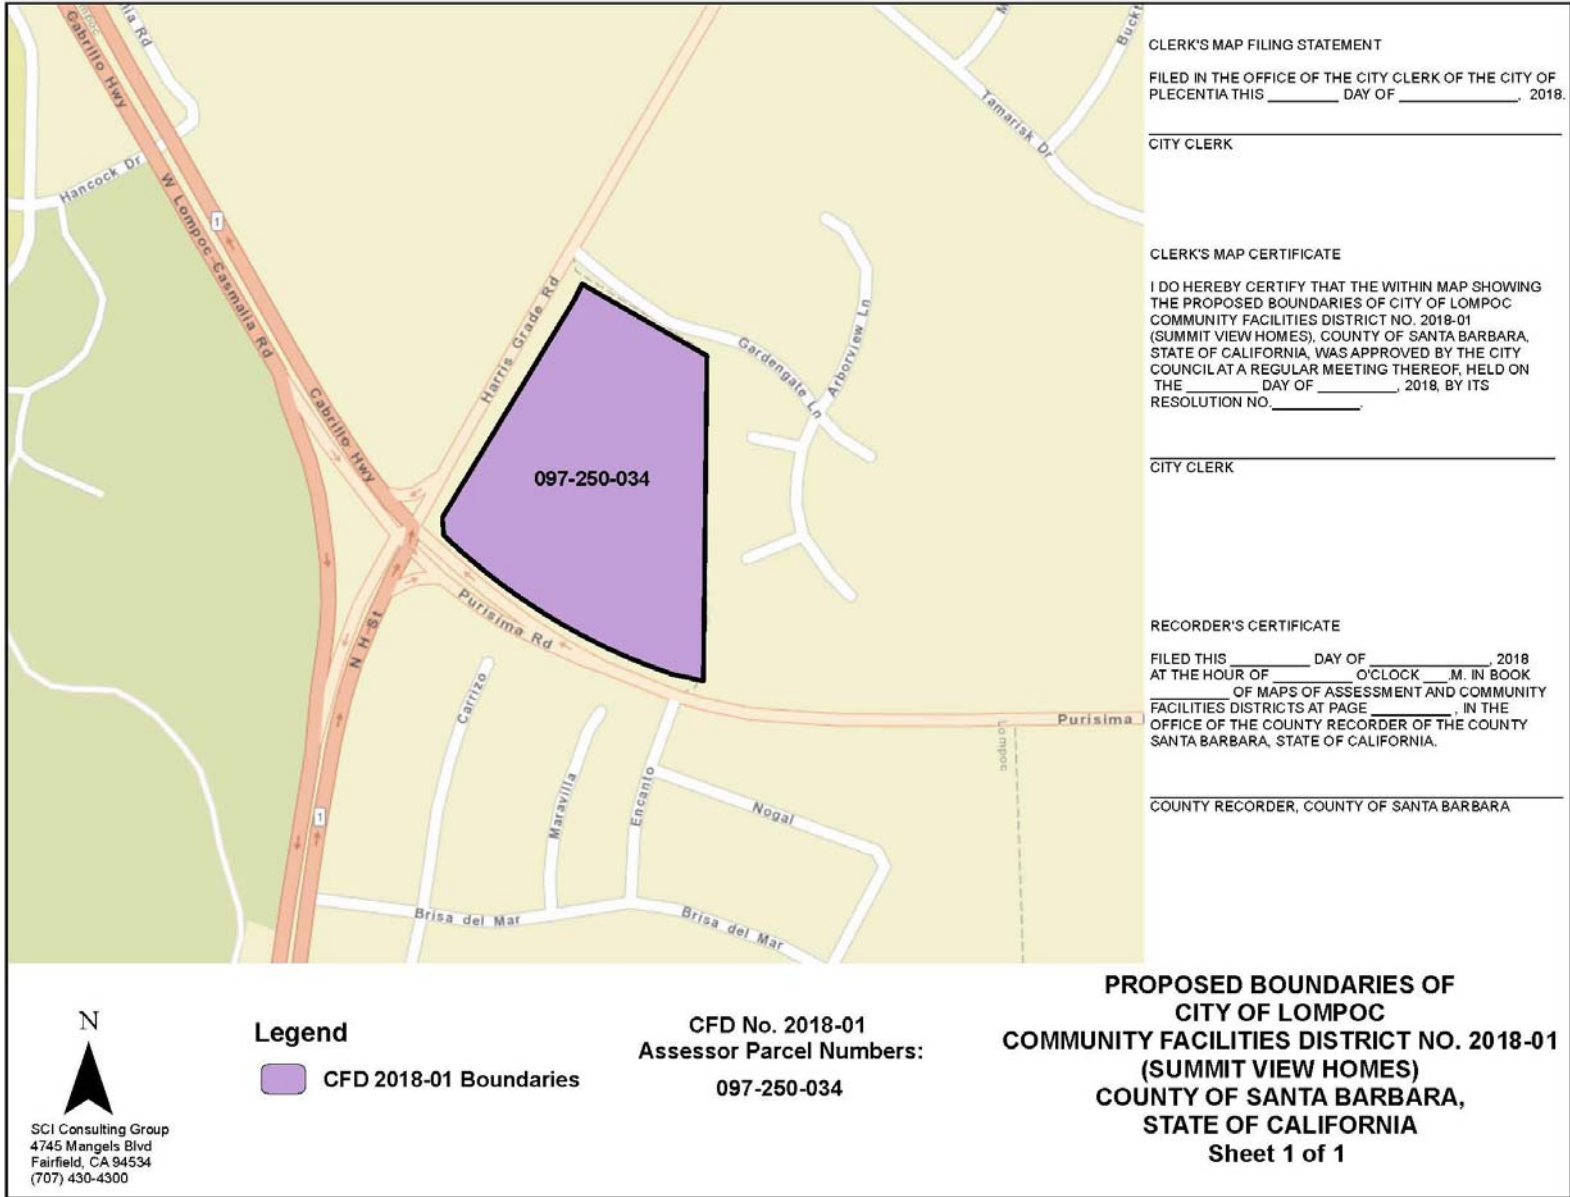 Cabrillo Hwy
Lompoc
lia Rd
Hancock Dr
W Lompoc Casmalia Rd
1
Cabrillo Hwy
Harris Grade Rd
Tamarisk Dr
Gardengate Ln
Arborview Ln
097-250-034
Purisima Rd
N H St
Carrizo
Maravilla
Encanto
Nogal
Purisima
Lompoc
1
Brisa del Mar
Brisa del Mar
CLERK'S MAP FILING STATEMENT
FILED IN THE OFFICE OF THE CITY CLERK OF THE CITY OF
PLECENTIA THIS ________ DAY OF ______________, 2018.
CITY CLERK
CLERK'S MAP CERTIFICATE
I DO HEREBY CERTIFY THAT THE WITHIN MAP SHOWING
THE PROPOSED BOUNDARIES OF CITY OF LOMPOC
COMMUNITY FACILITIES DISTRICT NO. 2018-01
(SUMMIT VIEW HOMES), COUNTY OF SANTA BARBARA,
STATE OF CALIFORNIA, WAS APPROVED BY THE CITY
COUNCIL AT A REGULAR MEETING THEREOF, HELD ON
THE ________ DAY OF _________, 2018, BY ITS
RESOLUTION NO.__________.
CITY CLERK
RECORDER'S CERTIFICATE
FILED THIS _________ DAY OF ______________, 2018
AT THE HOUR OF _________ O'CLOCK ___.M. IN BOOK
_________ OF MAPS OF ASSESSMENT AND COMMUNITY
FACILITIES DISTRICTS AT PAGE _________, IN THE
OFFICE OF THE COUNTY RECORDER OF THE COUNTY
SANTA BARBARA, STATE OF CALIFORNIA.
COUNTY RECORDER, COUNTY OF SANTA BARBARA
N
SCI Consulting Group
4745 Mangels Blvd
Fairfield, CA 94534
(707) 430-4300
Legend
CFD 2018-01 Boundaries
CFD No. 2018-01
Assessor Parcel Numbers:
097-250-034
PROPOSED BOUNDARIES OF
CITY OF LOMPOC
COMMUNITY FACILITIES DISTRICT NO. 2018-01
(SUMMIT VIEW HOMES)
COUNTY OF SANTA BARBARA,
STATE OF CALIFORNIA
Sheet 1 of 1